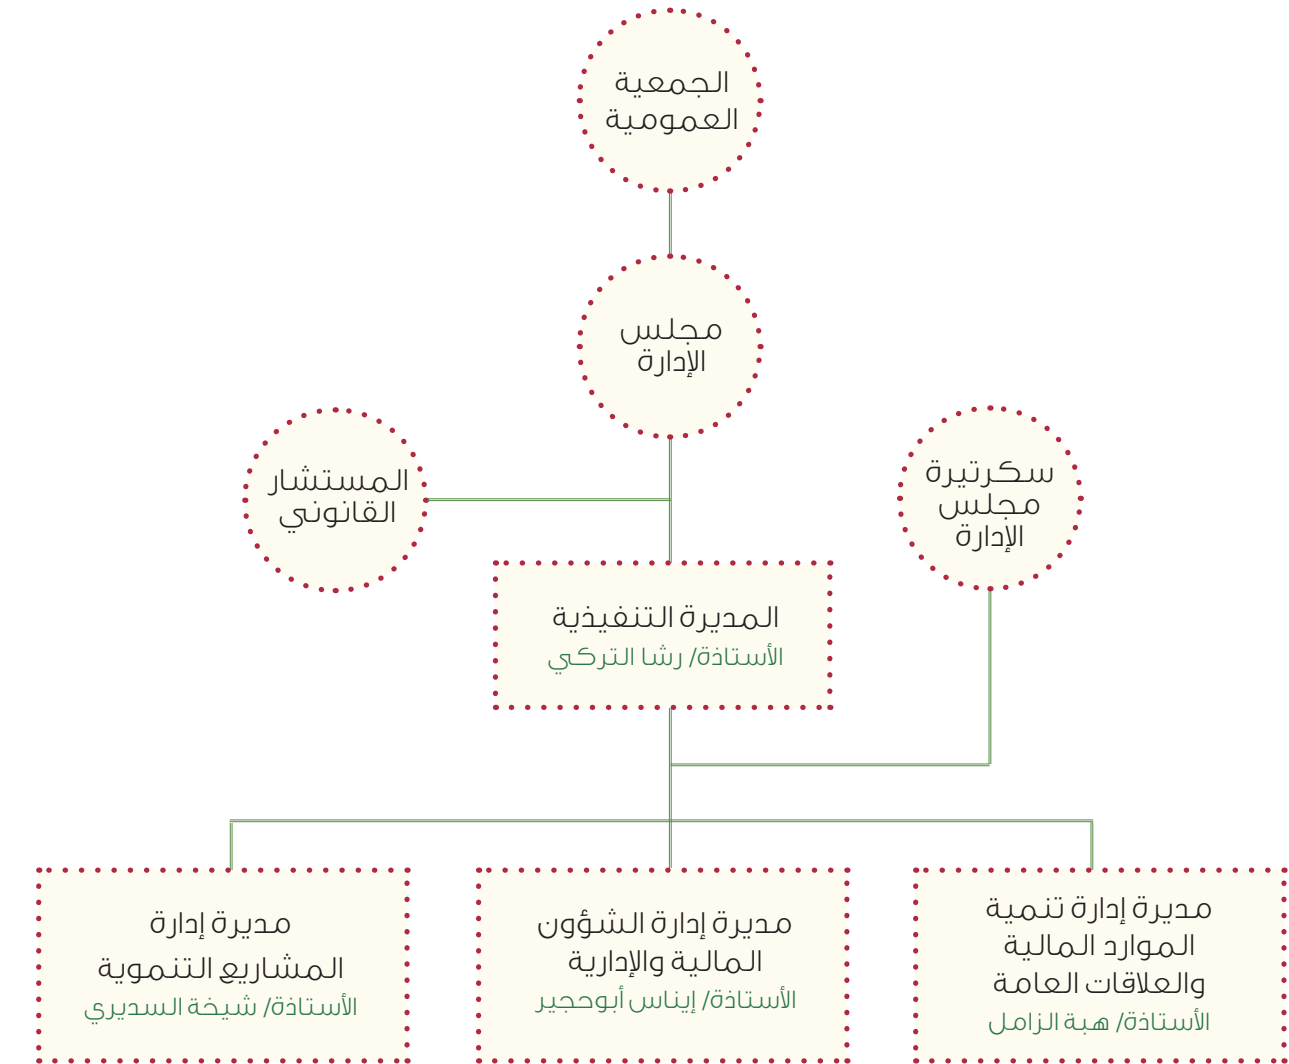 الجمعية
العمومية
مجلس
الإدارة
سكرتيرة
مجلس
الإدارة
المستشار
القانوني
المديرة التنفيذية
الأستاذة/ رشا التركي
مديرة إدارة تنمية
الموارد المالية
والعلاقات العامة
الأستاذة/ هبة الزامل
مديرة إدارة الشؤون
المالية والإدارية
الأستاذة/ إيناس أبوحجير
مديرة إدارة
المشاريع التنموية
الأستاذة/ شيخة السديري